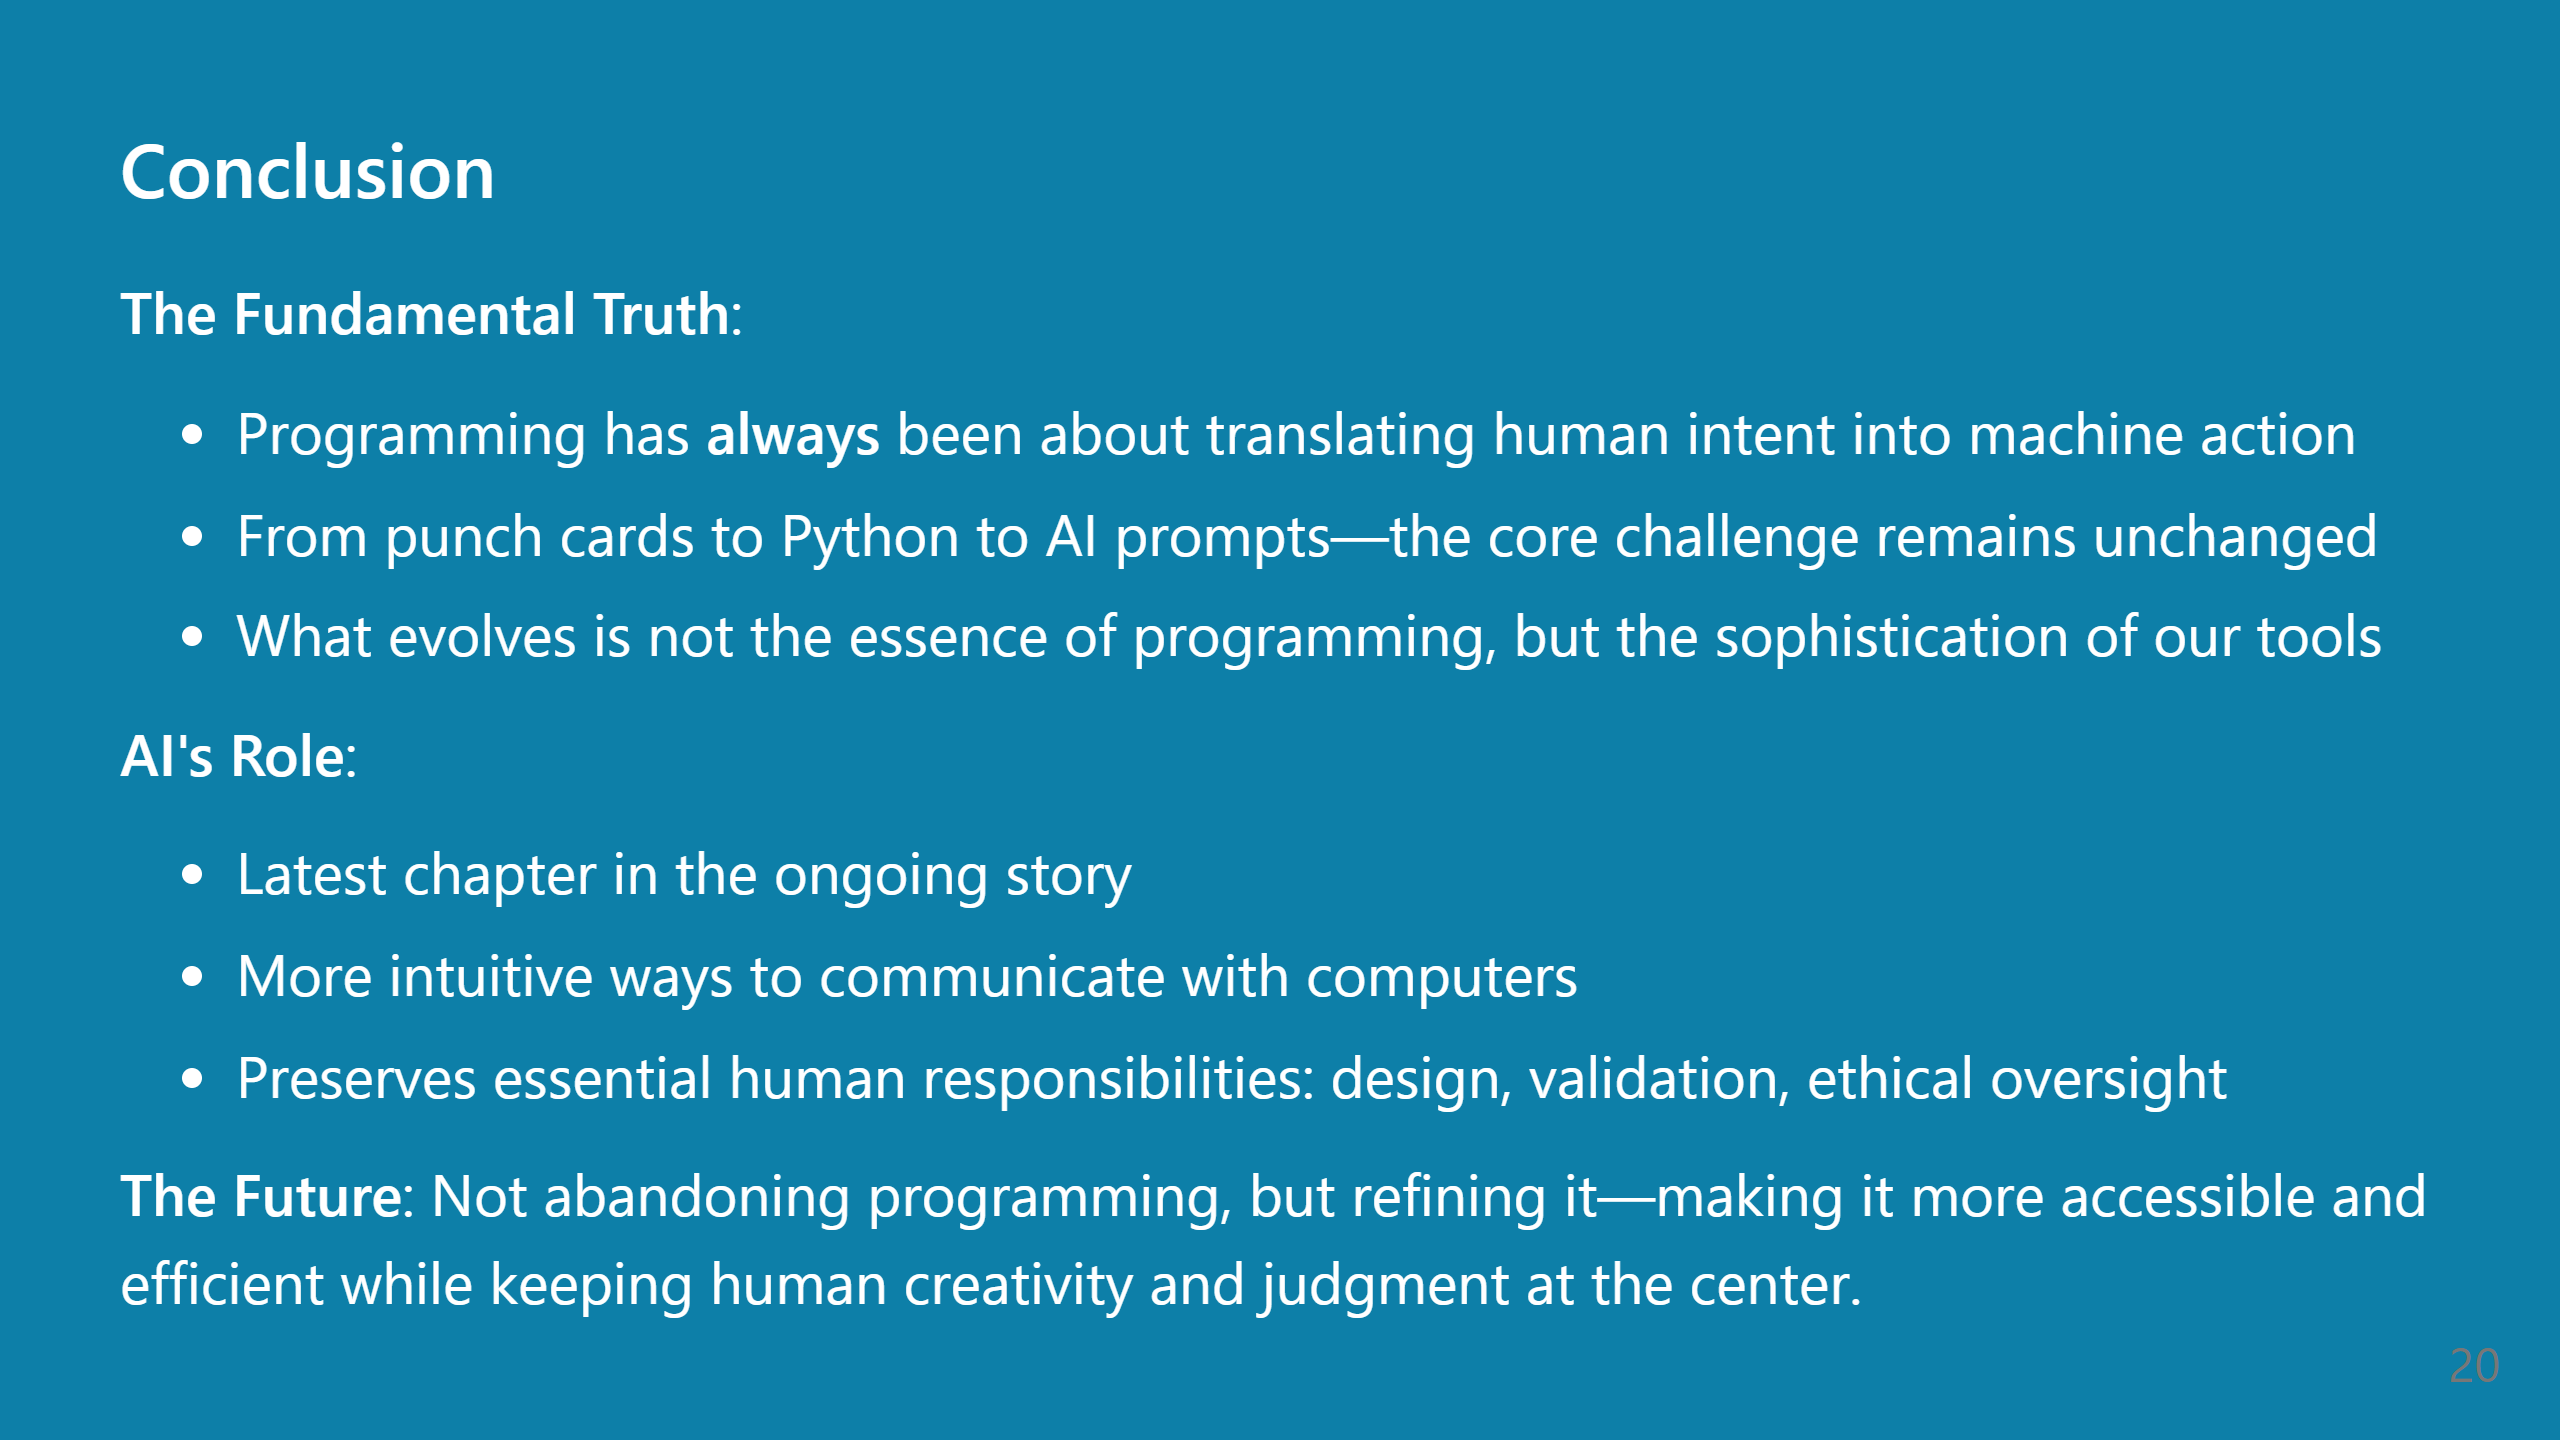 Conclusion
The Fundamental Truth:
• Programming has always been about translating human intent into machine action
• From punch cards to Python to AI prompts—the core challenge remains unchanged
• What evolves is not the essence of programming, but the sophistication of our tools
AI's Role:
• Latest chapter in the ongoing story
• More intuitive ways to communicate with computers
• Preserves essential human responsibilities: design, validation, ethical oversight
The Future: Not abandoning programming, but refining it—making it more accessible and
efficient while keeping human creativity and judgment at the center.
20